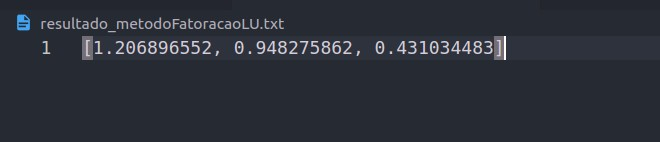 resultado_metodoFatoracaoLU.txt
1 [1.206896552, 0.948275862, 0.431034483]